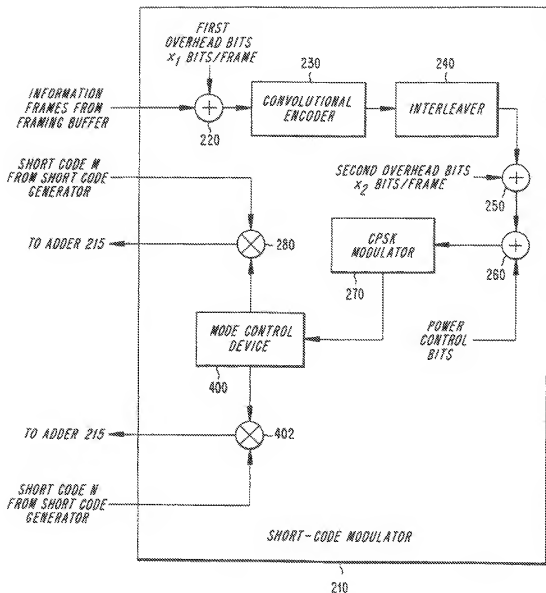 FIRST
OVERHEAD BITS
x1 BITS/FRAME
230
240
INFORMATION
FRAMES FROM
FRAMING BUFFER
220
CONVOLUTIONAL
ENCODER
INTERLEAVER
SHORT CODE M
FROM SHORT CODE
GENERATOR
SECOND OVERHEAD BITS
x2 BITS/FRAME
250
TO ADDER 215
280
CPSK
MODULATOR
260
270
MODE CONTROL
DEVICE
400
POWER
CONTROL
BITS
TO ADDER 215
402
SHORT CODE N
FROM SHORT CODE
GENERATOR
SHORT-CODE MODULATOR
210